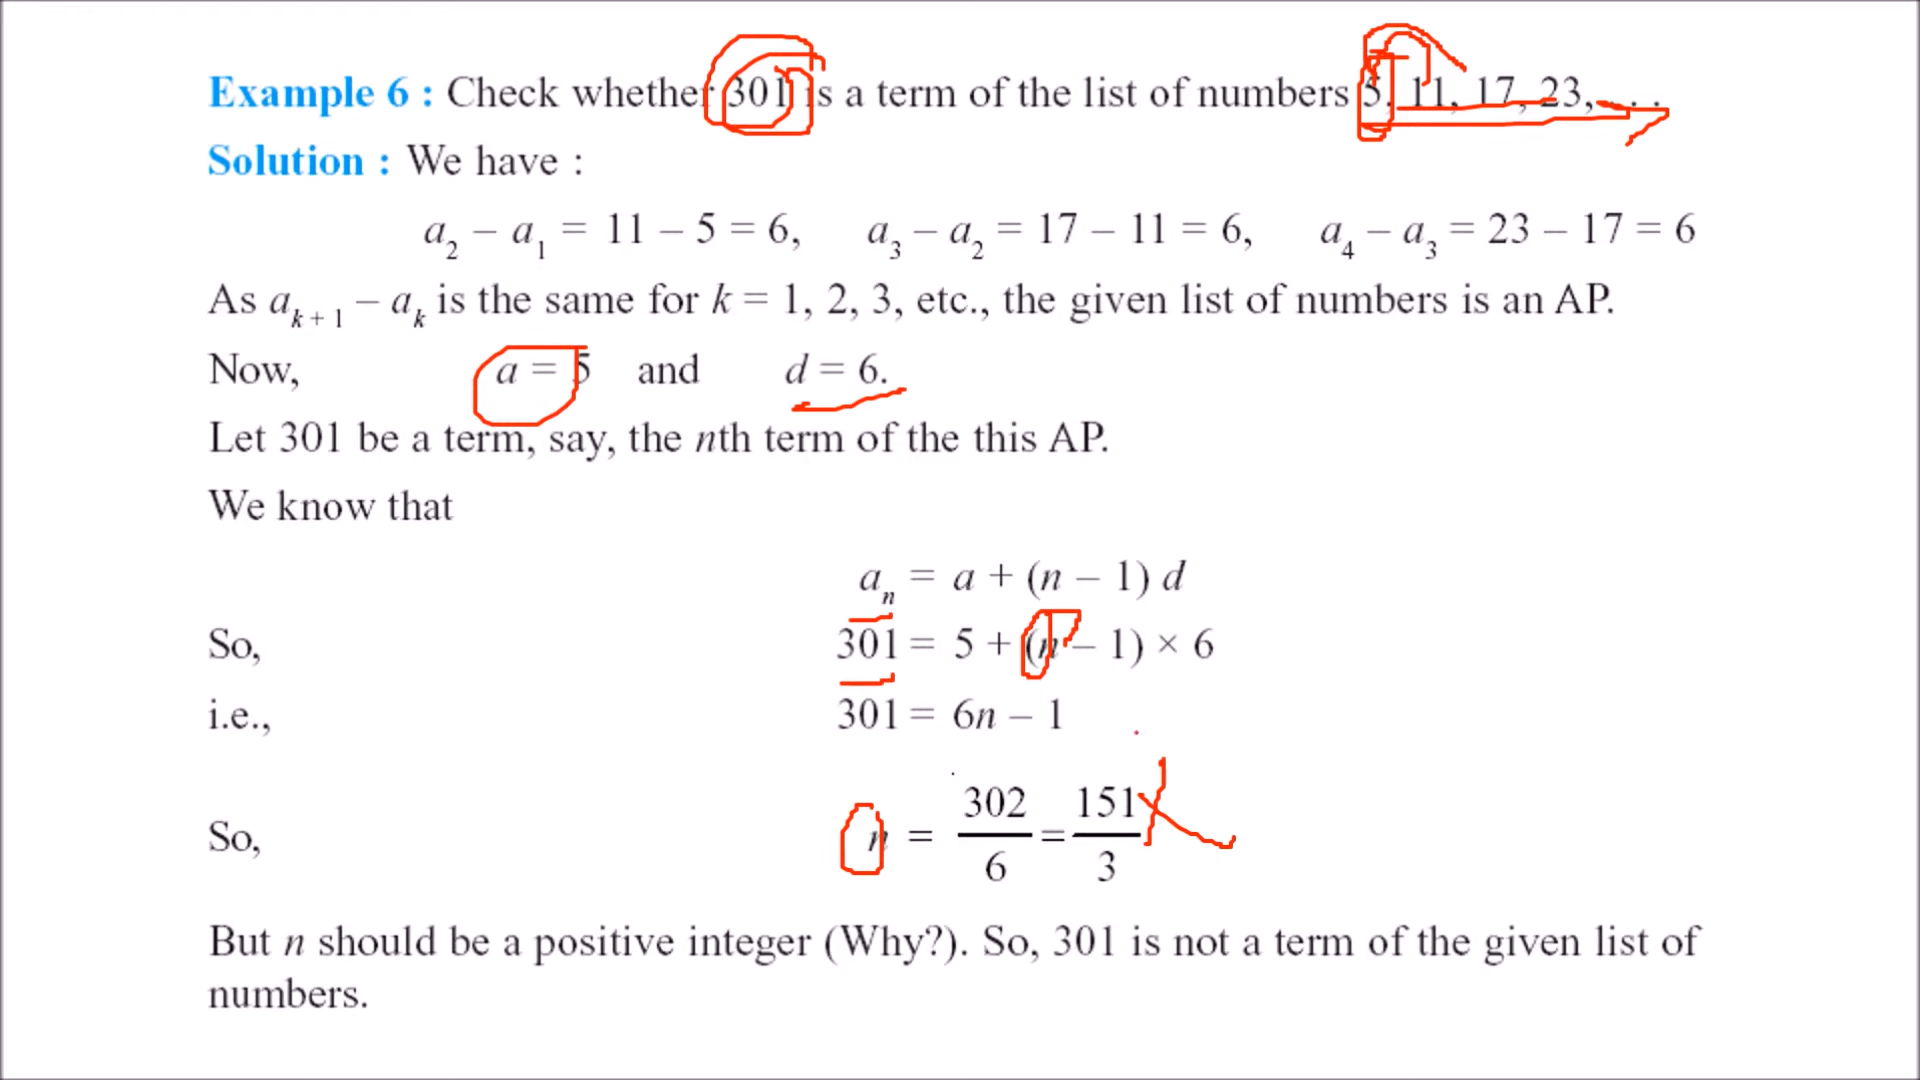 Example 6 : Check whether 301 is a term of the list of numbers 5, 11, 17, 23, . . .
Solution : We have :
a₂ – a₁ = 11 – 5 = 6, a₃ – a₂ = 17 – 11 = 6, a₄ – a₃ = 23 – 17 = 6
As aₖ₊₁ – aₖ is the same for k = 1, 2, 3, etc., the given list of numbers is an AP.
Now, a = 5 and d = 6.
Let 301 be a term, say, the nth term of the this AP.
We know that
aₙ = a + (n – 1) d
So, 301 = 5 + (n – 1) × 6
i.e., 301 = 6n – 1
So, n = 302/6 = 151/3
But n should be a positive integer (Why?). So, 301 is not a term of the given list of
numbers.